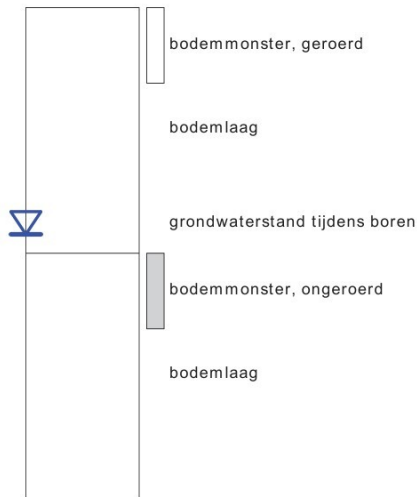 bodemmonster, geroerd
bodemlaag
grondwaterstand tijdens boren
bodemmonster, ongeroerd
bodemlaag